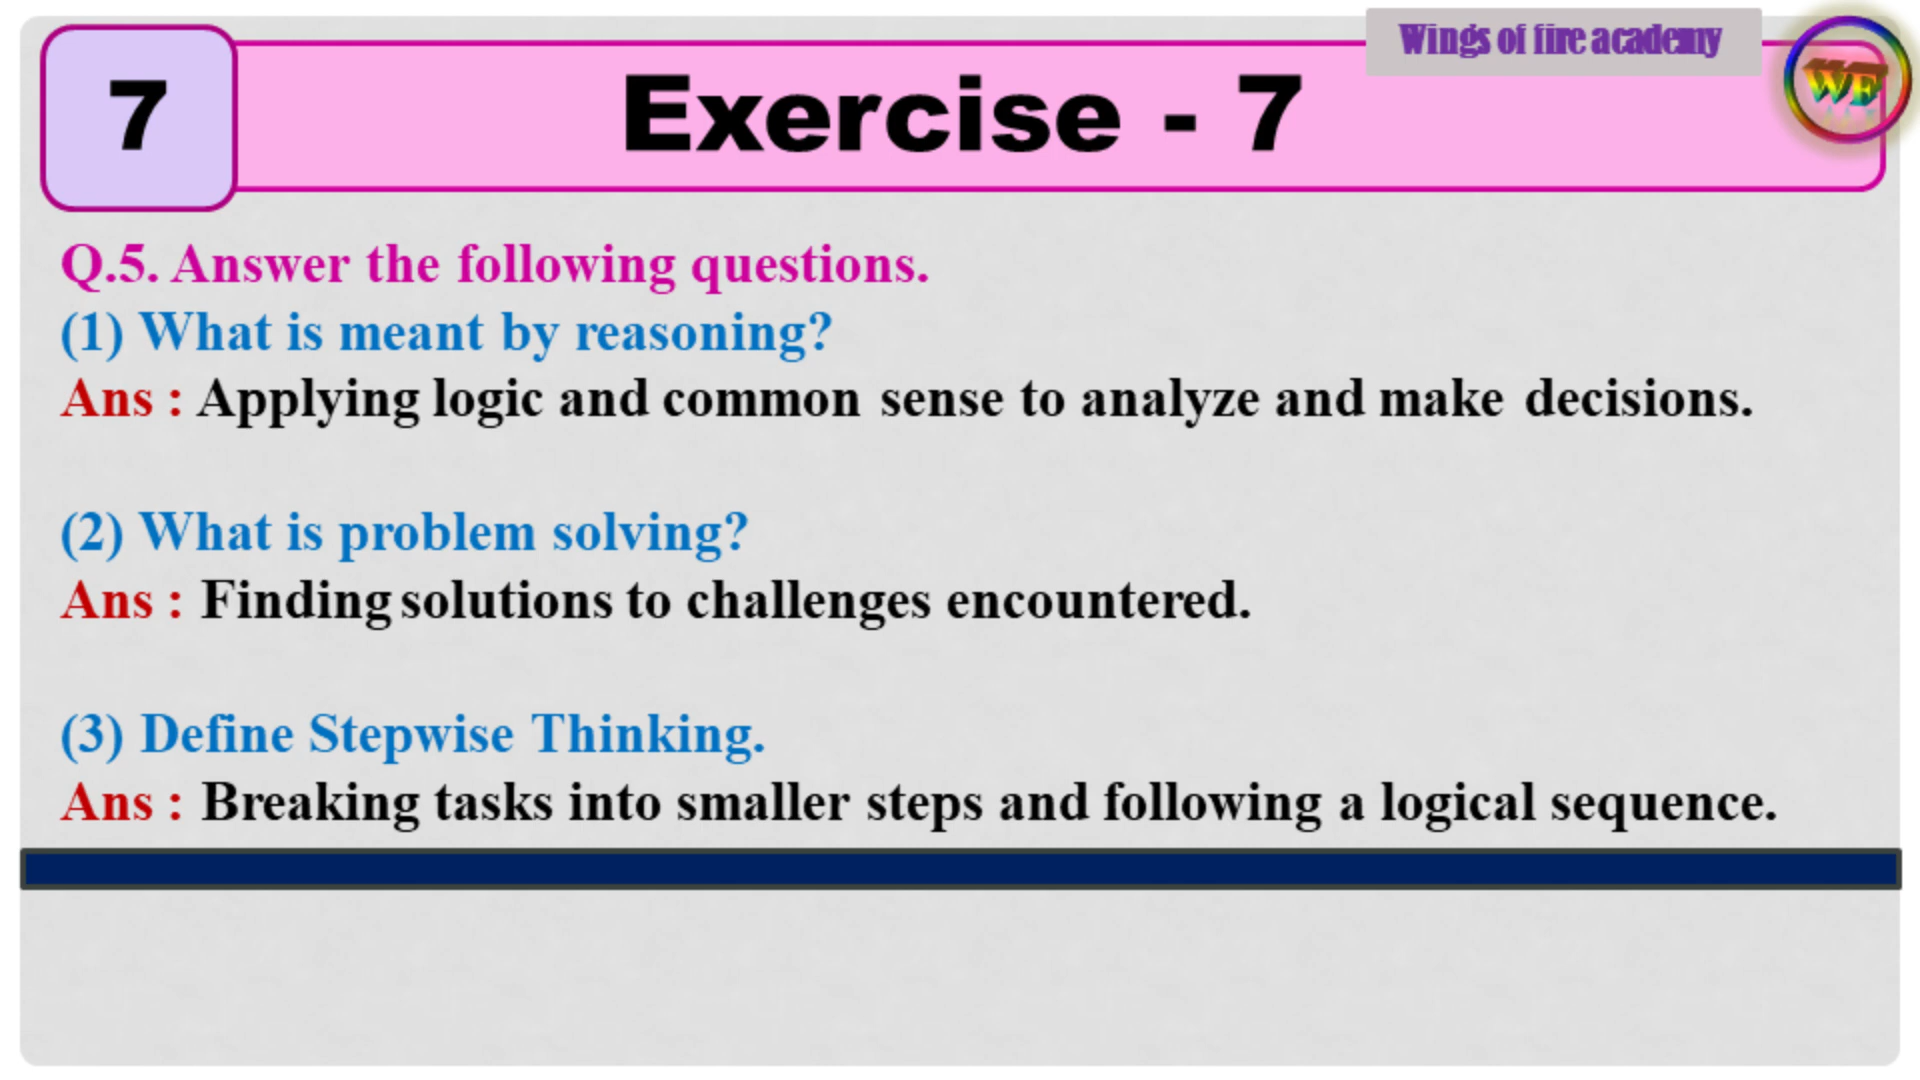 Wings of fire academy
WF
7
Exercise - 7
Q.5. Answer the following questions.
(1) What is meant by reasoning?
Ans : Applying logic and common sense to analyze and make decisions.
(2) What is problem solving?
Ans : Finding solutions to challenges encountered.
(3) Define Stepwise Thinking.
Ans : Breaking tasks into smaller steps and following a logical sequence.